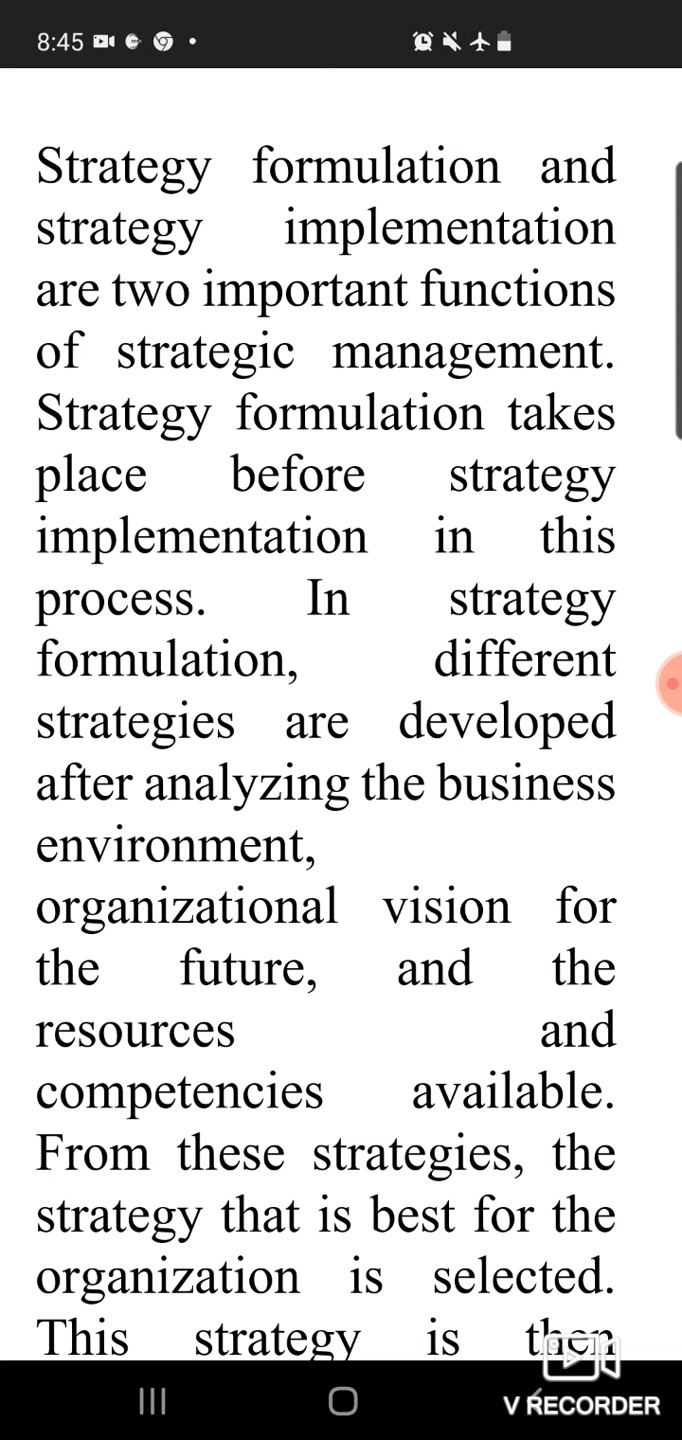 8:45
Strategy formulation and
strategy implementation
are two important functions
of strategic management.
Strategy formulation takes
place before strategy
implementation in this
process. In strategy
formulation, different
strategies are developed
after analyzing the business
environment,
organizational vision for
the future, and the
resources and
competencies available.
From these strategies, the
strategy that is best for the
organization is selected.
This strategy is then
V RECORDER